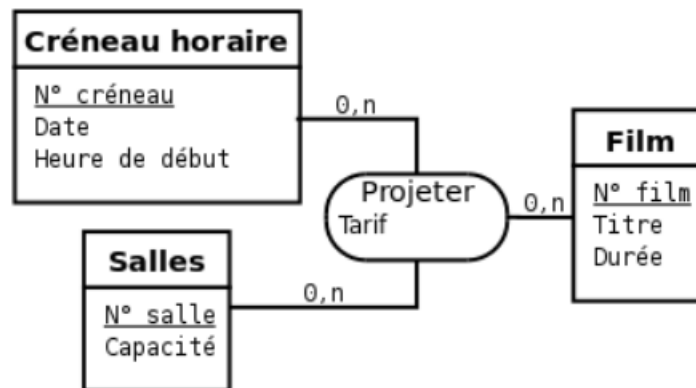 Créneau horaire
N° créneau
Date
Heure de début
0,n
Projeter
Tarif
0,n
Film
N° film
Titre
Durée
Salles
N° salle
Capacité
0,n